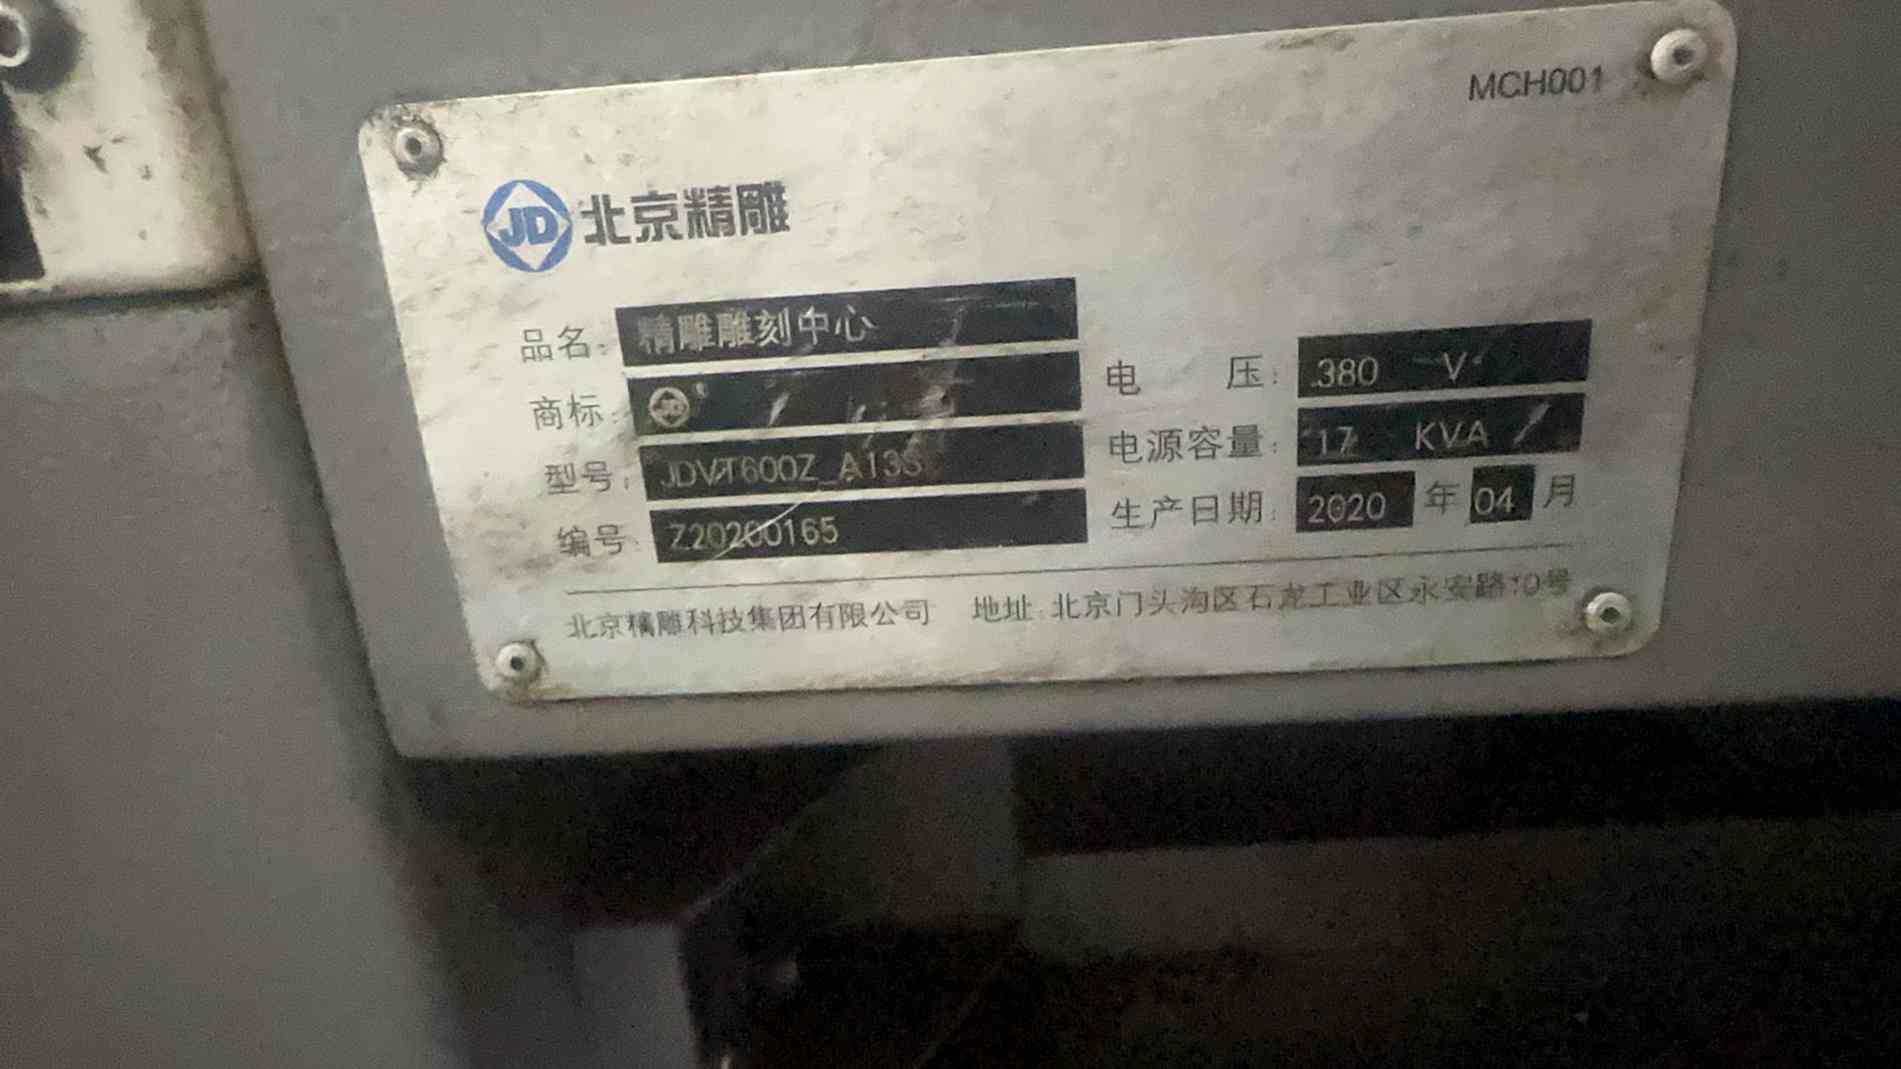 MCH001
JD 北京精雕
品名: 精雕雕刻中心
商标: JD
电 压: 380 V
型号: JDVT600Z_A13S
电源容量: 17 KVA
编号: Z20200165
生产日期: 2020 年 04 月
北京精雕科技集团有限公司 地址: 北京门头沟区石龙工业区永安路10号